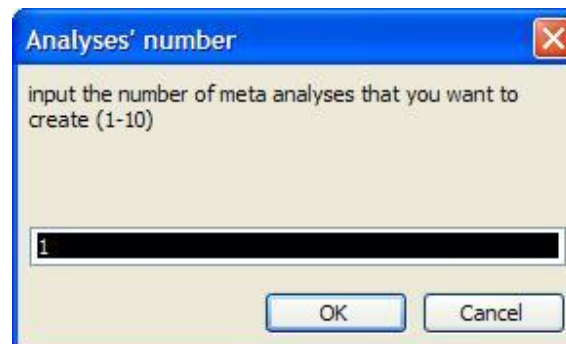 Analyses' number
input the number of meta analyses that you want to
create (1-10)
1
OK
Cancel